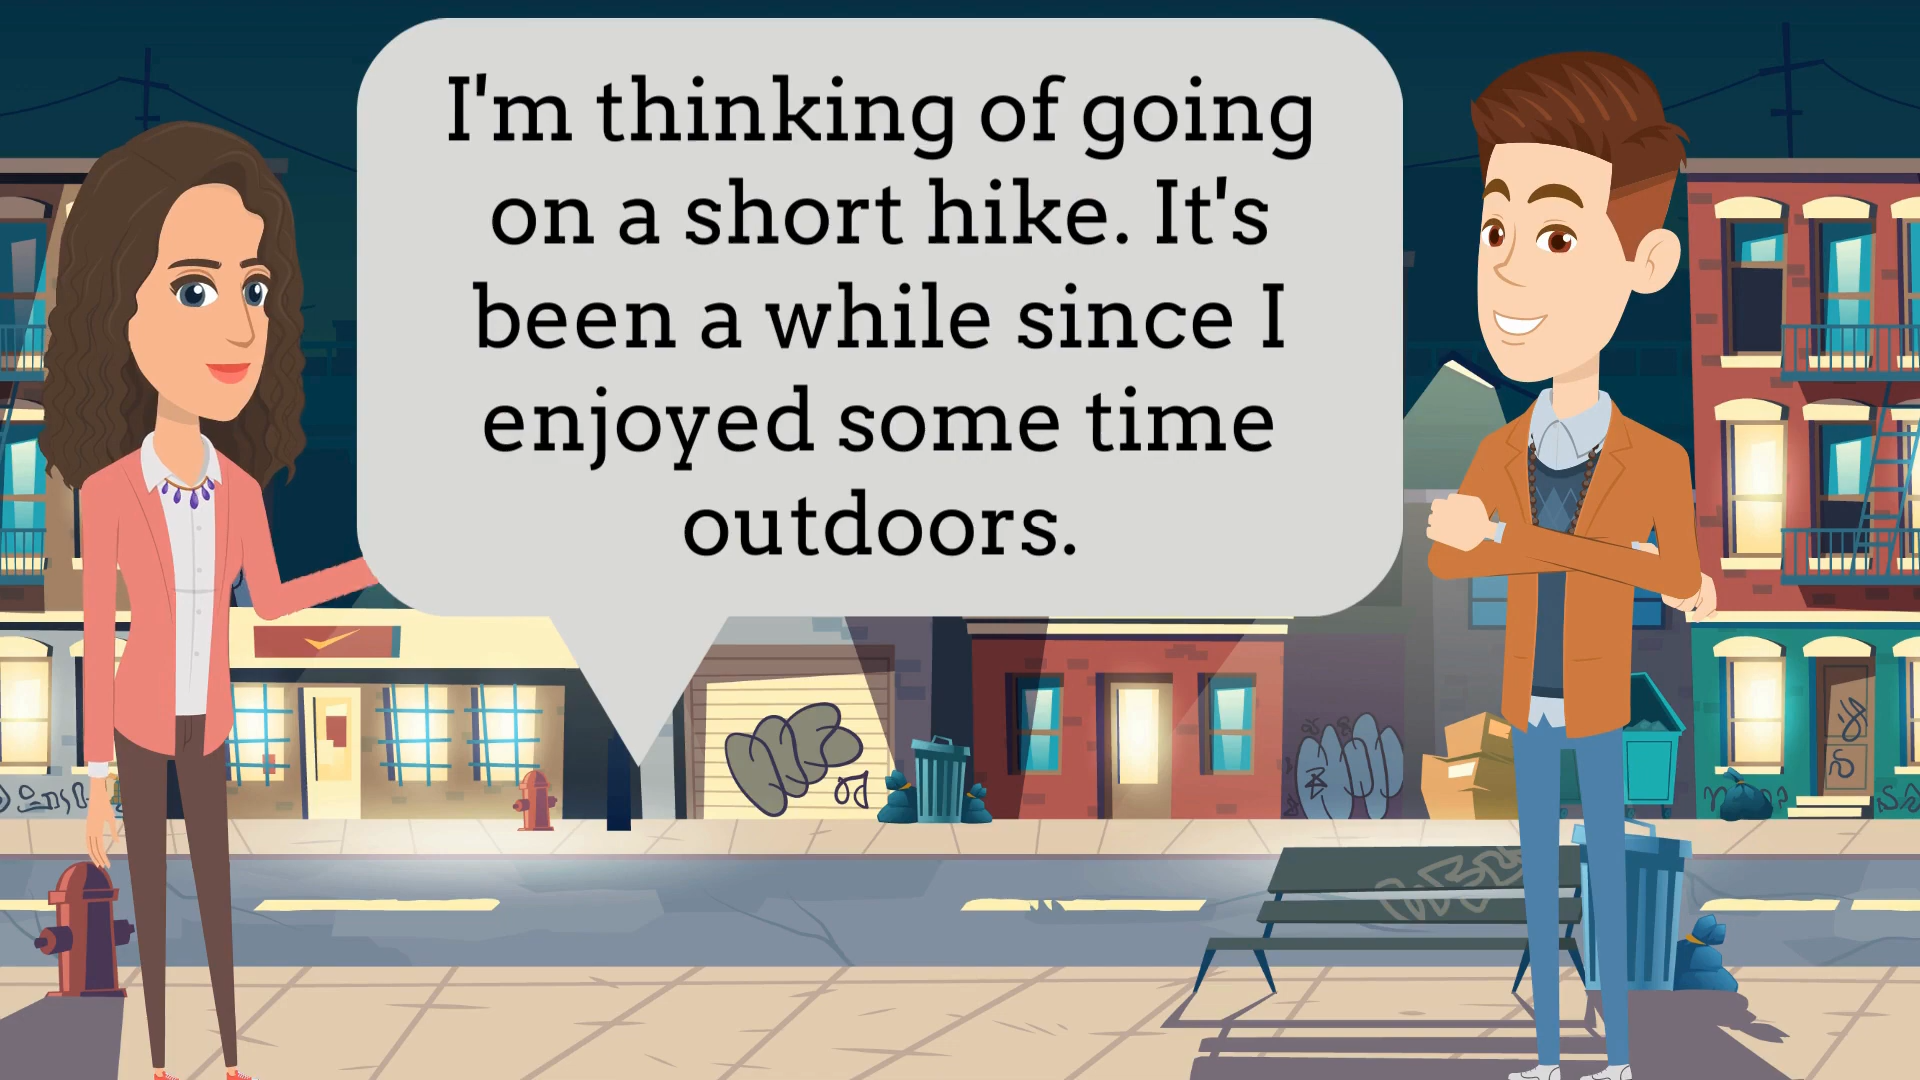 I'm thinking of going
on a short hike. It's
been a while since I
enjoyed some time
outdoors.